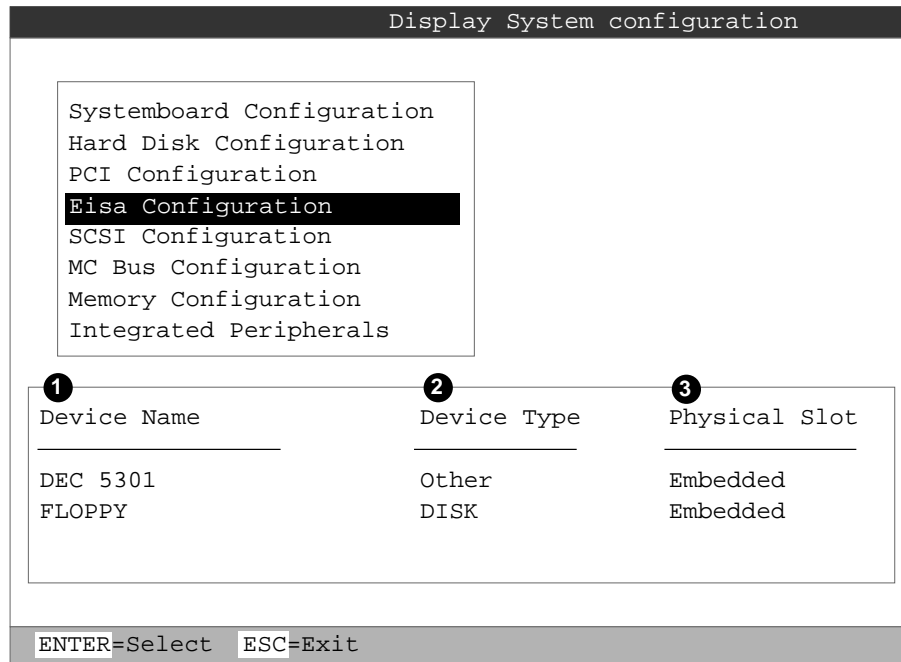 Display System configuration
Systemboard Configuration
Hard Disk Configuration
PCI Configuration
Eisa Configuration
SCSI Configuration
MC Bus Configuration
Memory Configuration
Integrated Peripherals
1 2 3
Device Name Device Type Physical Slot
DEC 5301 Other Embedded
FLOPPY DISK Embedded
ENTER=Select ESC=Exit